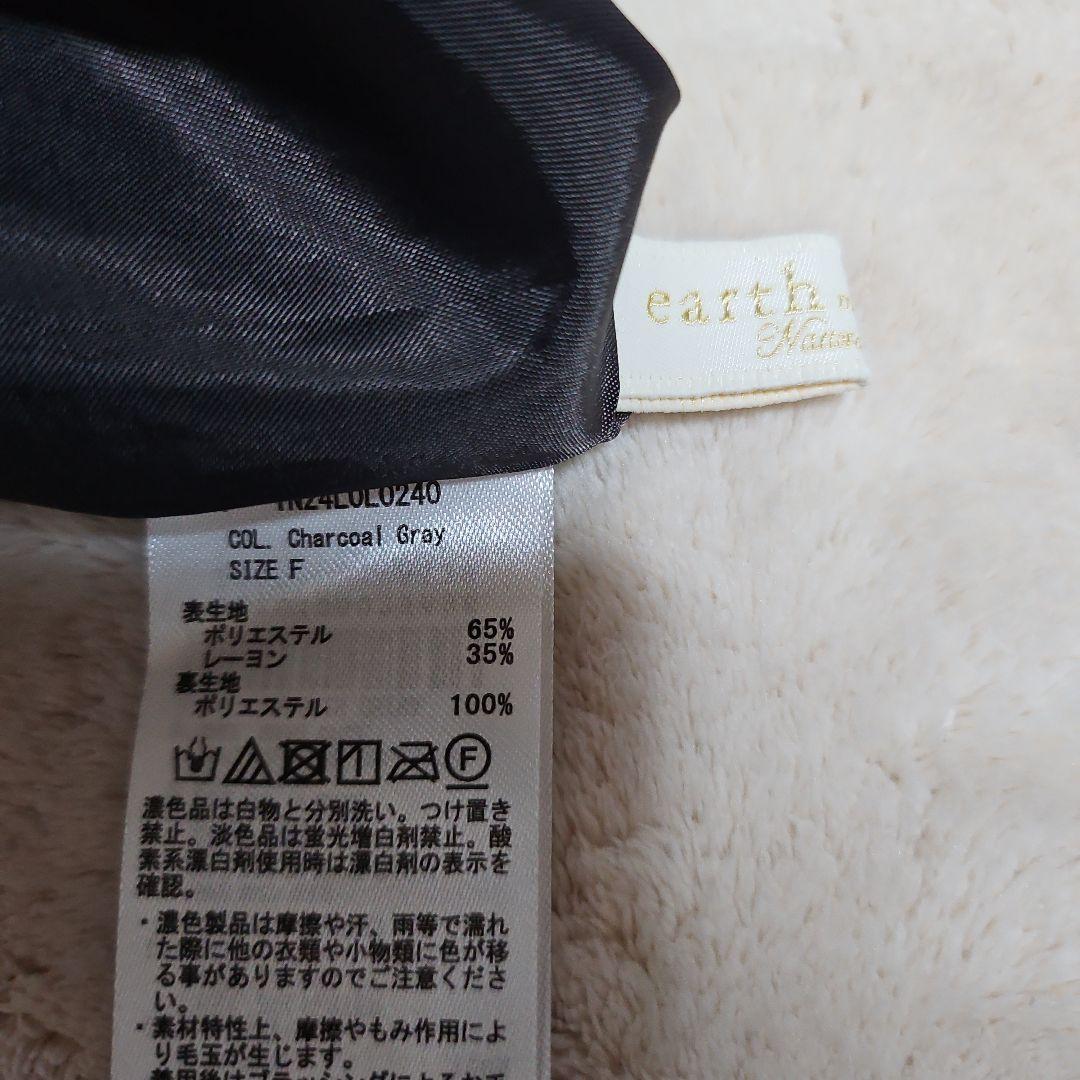 earth
1N24L0L0240
COL. Charcoal Gray
SIZE F
表生地
ポリエステル 65%
レーヨン 35%
裏生地
ポリエステル 100%
F
濃色品は白物と分別洗い。つけ置き
禁止。淡色品は蛍光増白剤禁止。酸
素系漂白剤使用時は漂白剤の表示を
確認。
・濃色製品は摩擦や汗、雨等で濡れ
た際に他の衣類や小物類に色が移
る事がありますのでご注意くださ
い。
・素材特性上、摩擦やもみ作用によ
り毛玉が生じます。